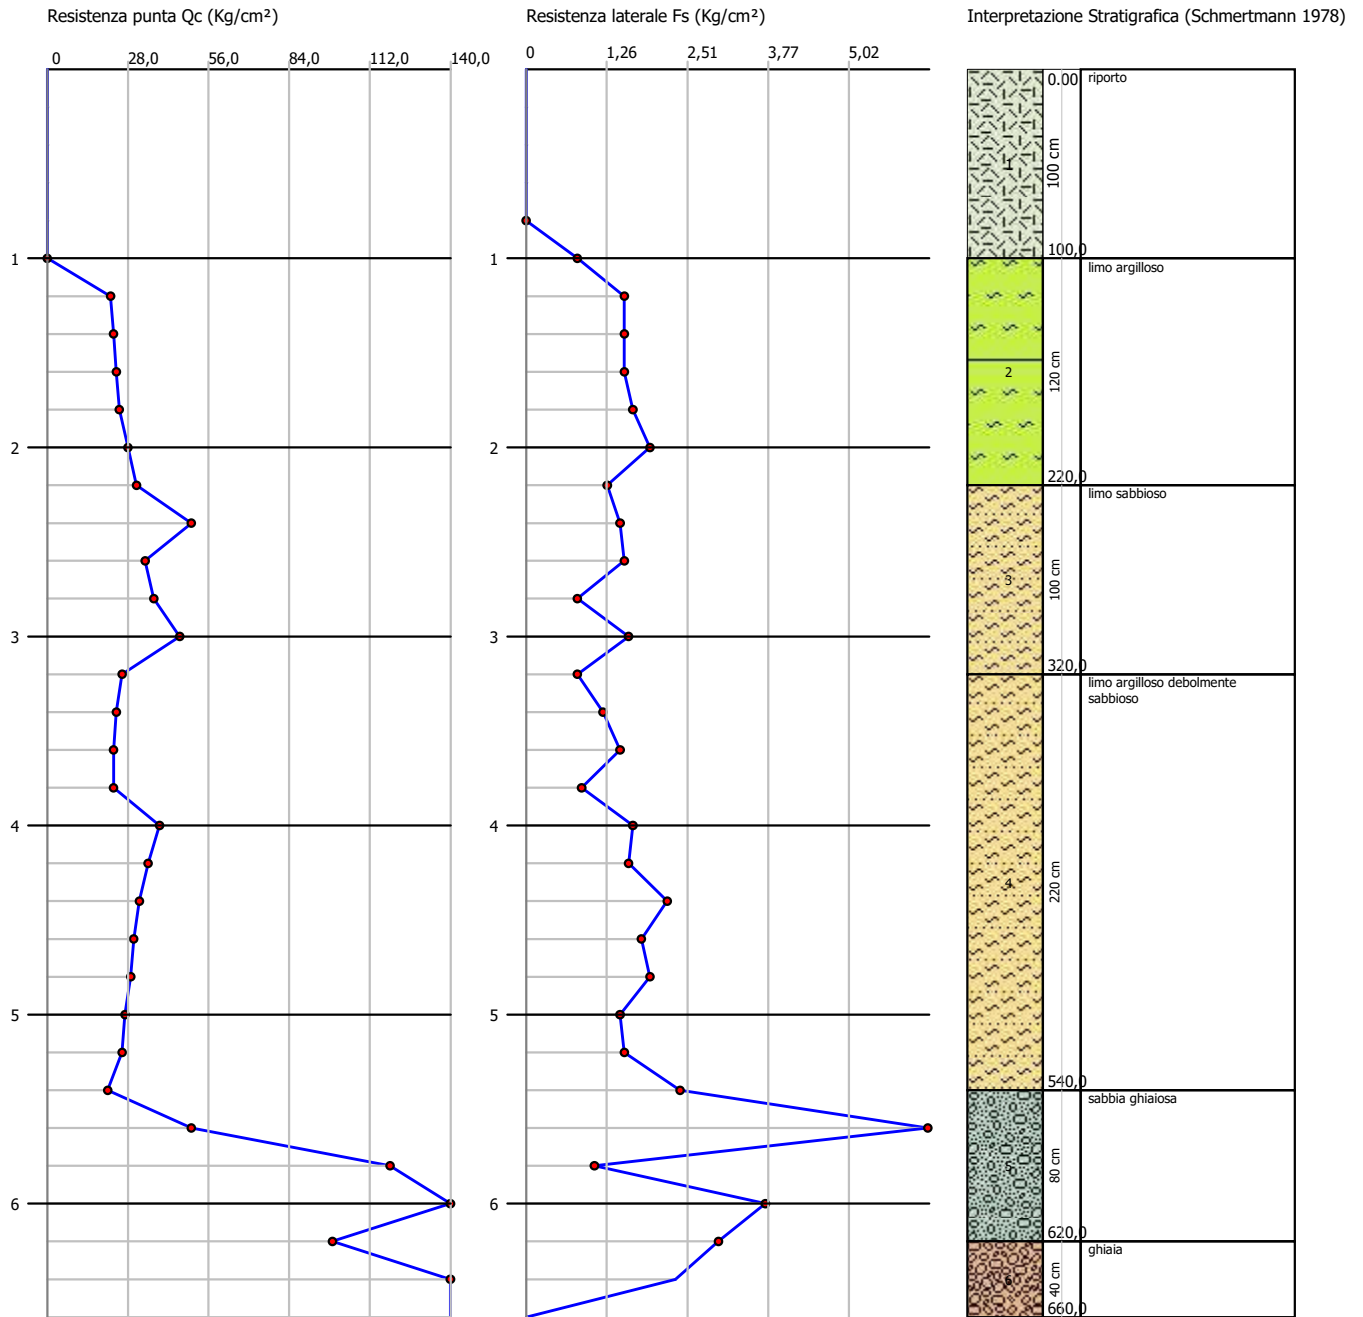 Resistenza punta Qc (Kg/cm²)
0 28,0 56,0 84,0 112,0 140,0
1
2
3
4
5
6
Resistenza laterale Fs (Kg/cm²)
0 1,26 2,51 3,77 5,02
1
2
3
4
5
6
Interpretazione Stratigrafica (Schmertmann 1978)
0.00 riporto
1 100 cm
100,0
limo argilloso
2 120 cm
220,0
limo sabbioso
3 100 cm
320,0
limo argilloso debolmente
sabbioso
4 220 cm
540,0
sabbia ghiaiosa
5 80 cm
620,0
ghiaia
6 40 cm
660,0